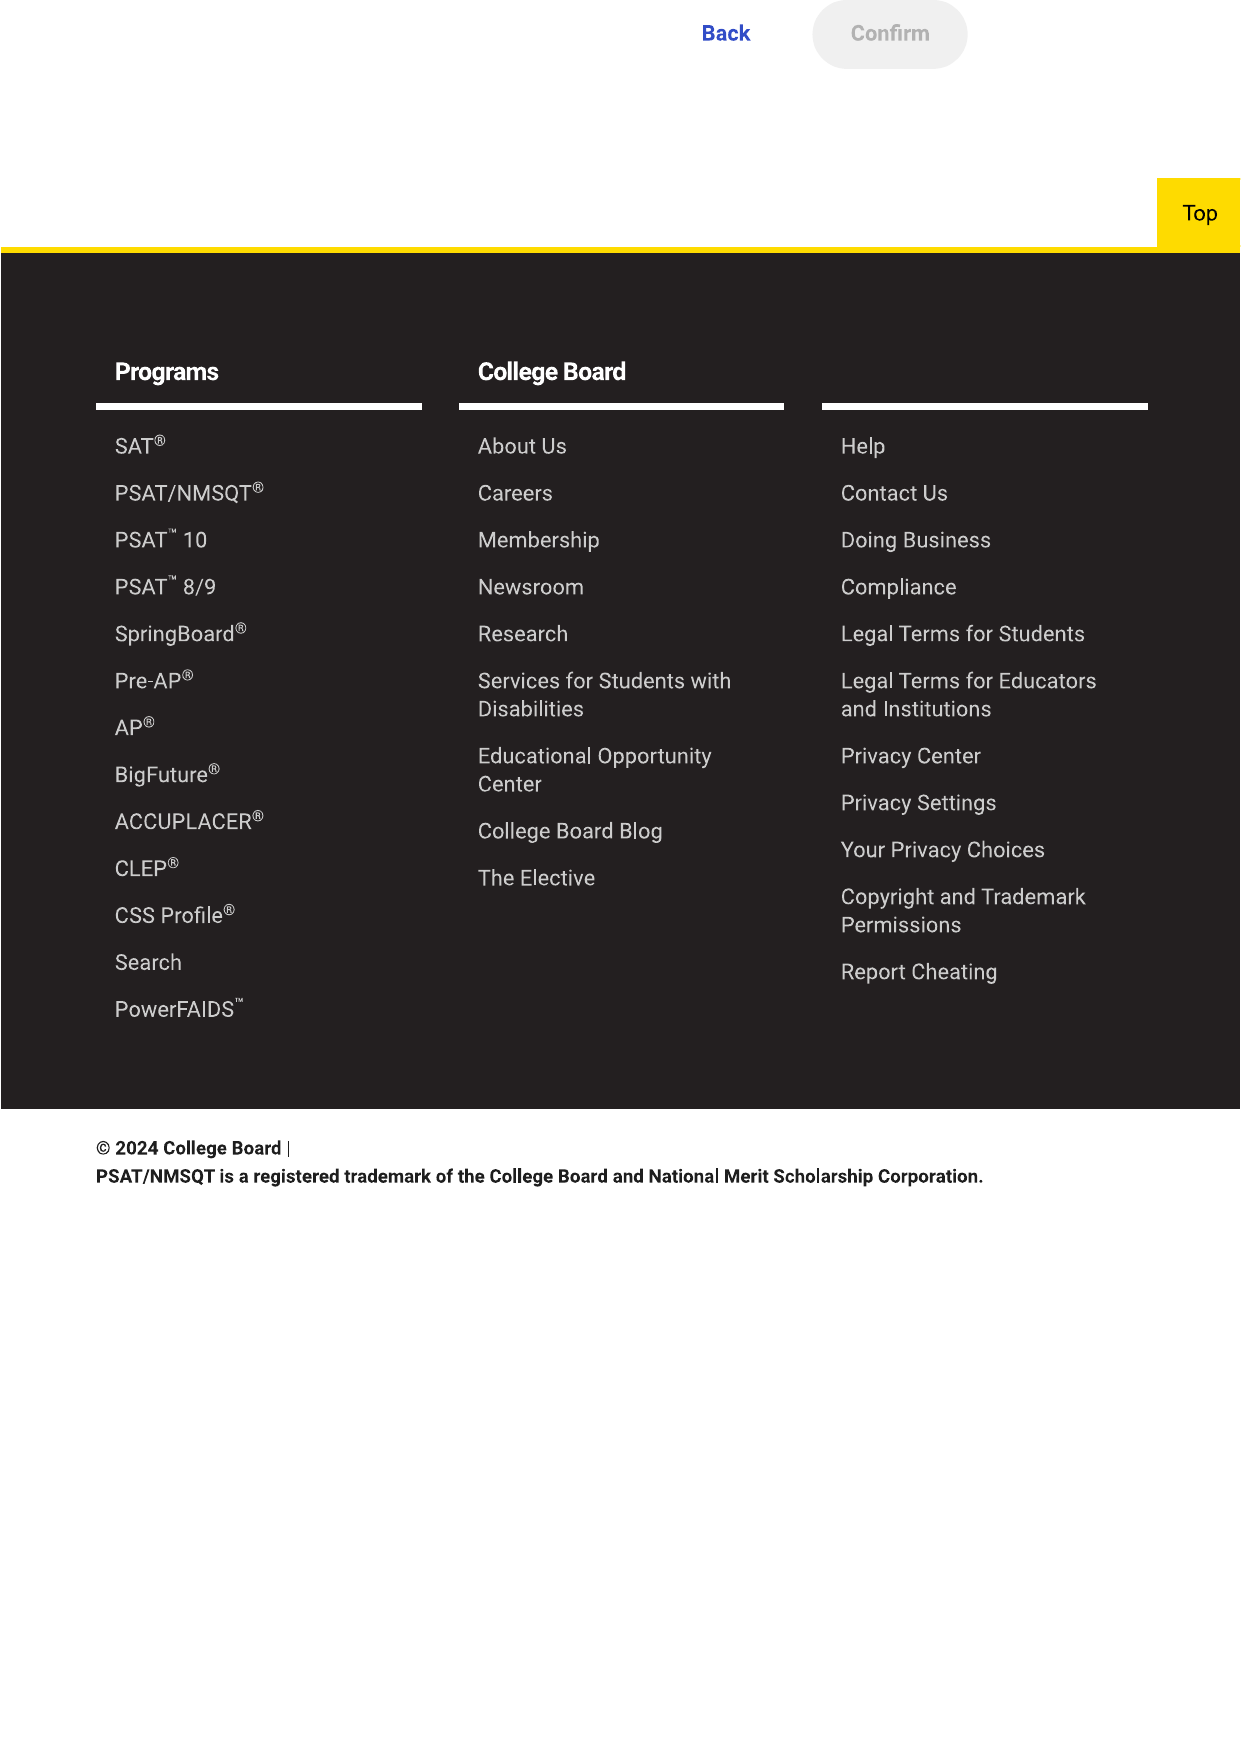 Back Confirm
Top
Programs
SAT®
PSAT/NMSQT®
PSAT™ 10
PSAT™ 8/9
SpringBoard®
Pre-AP®
AP®
BigFuture®
ACCUPLACER®
CLEP®
CSS Profile®
Search
PowerFAIDS™
College Board
About Us
Careers
Membership
Newsroom
Research
Services for Students with
Disabilities
Educational Opportunity
Center
College Board Blog
The Elective
Help
Contact Us
Doing Business
Compliance
Legal Terms for Students
Legal Terms for Educators
and Institutions
Privacy Center
Privacy Settings
Your Privacy Choices
Copyright and Trademark
Permissions
Report Cheating
© 2024 College Board |
PSAT/NMSQT is a registered trademark of the College Board and National Merit Scholarship Corporation.